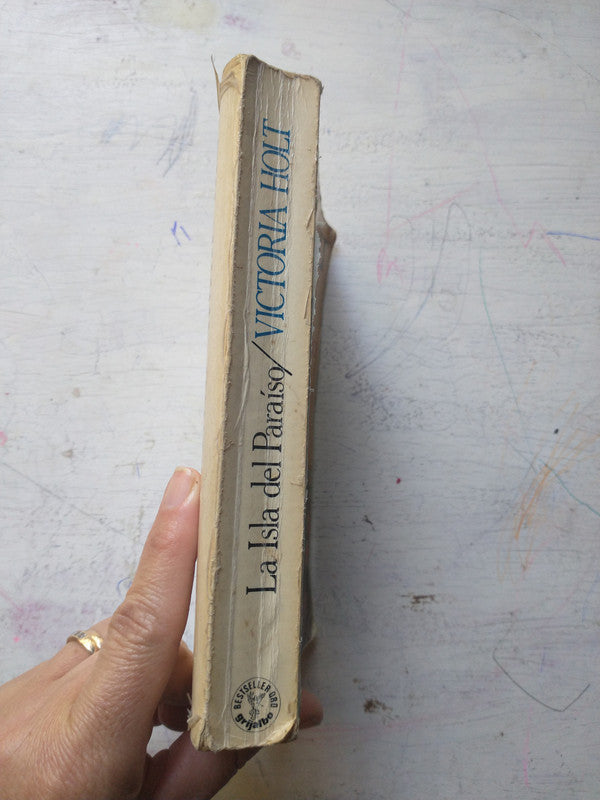 La Isla del Paraíso/VICTORIA HOLT
BESTSELLER ORO
grijalbo